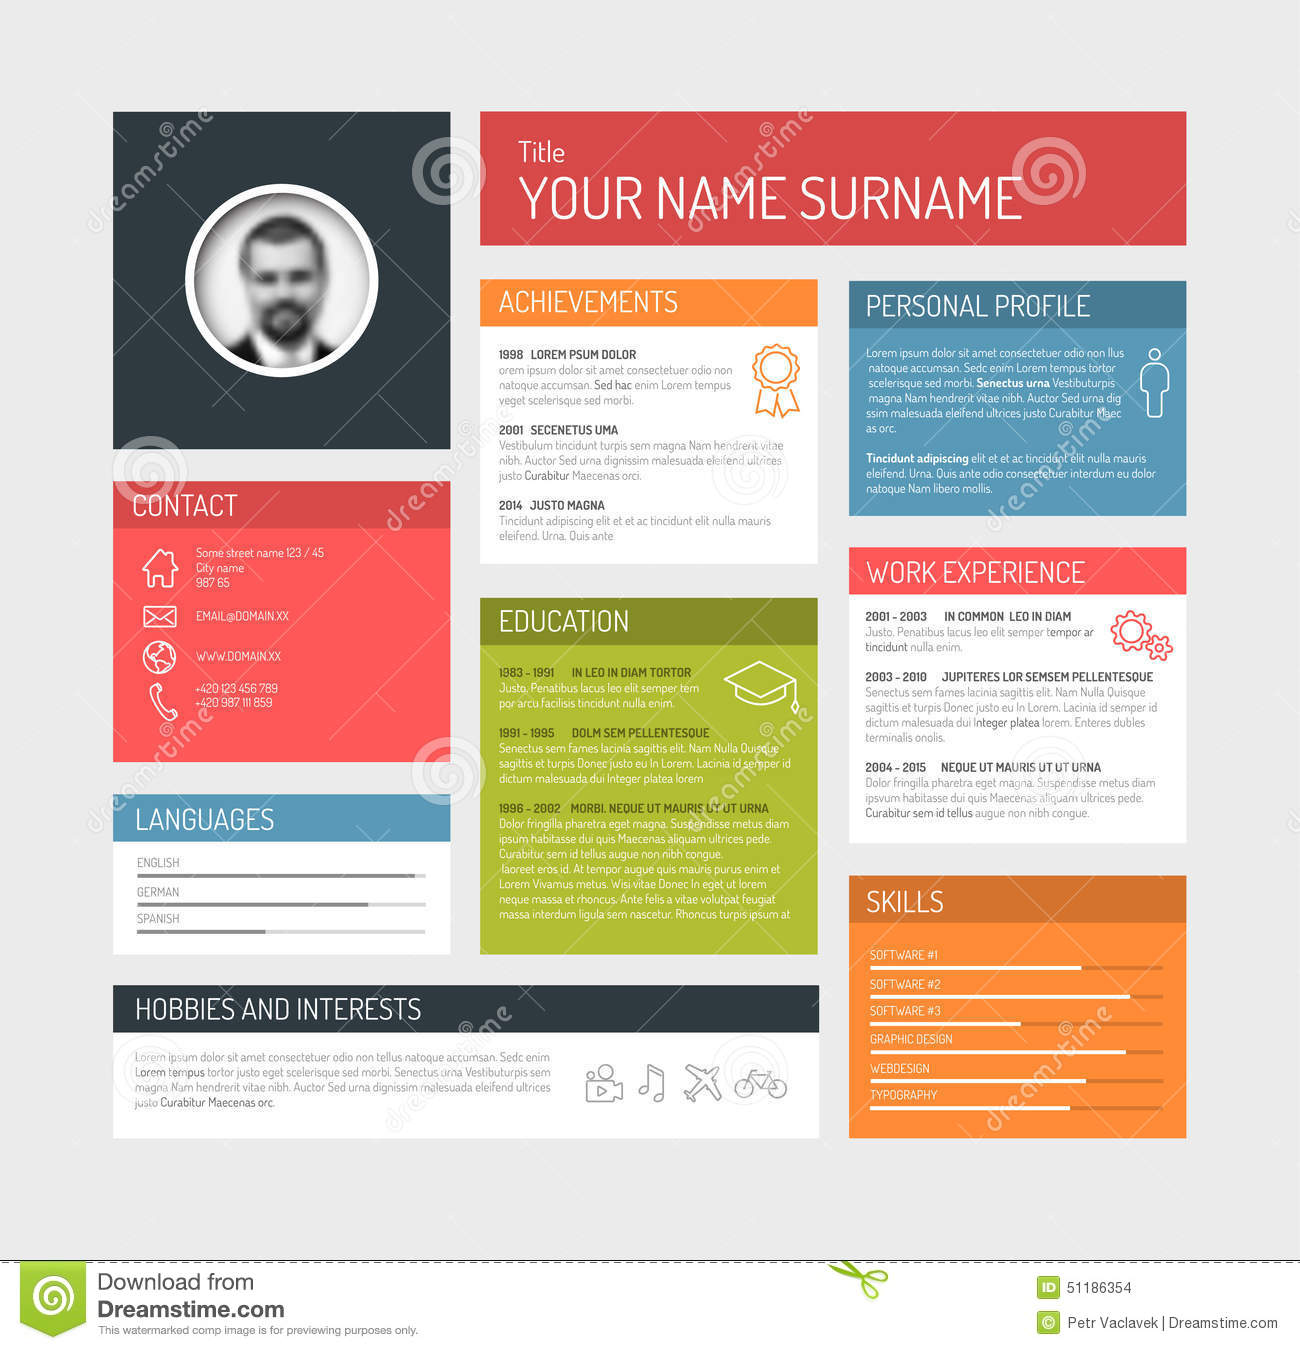 Title
YOUR NAME SURNAME
CONTACT
Some street name 123 / 45
City name
987 65
EMAIL@DOMAIN.XX
WWW.DOMAIN.XX
+420 123 456 789
+420 987 111 859
LANGUAGES
ENGLISH
GERMAN
SPANISH
ACHIEVEMENTS
1998 LOREM PSUM DOLOR
orem ipsum dolor sit amet consectetuer odio non
natoque accumsan. Sed hac enim Lorem tempus
veget scelerisque sed morbi.
2001 SECENETUS UMA
Vestibulum tincidunt turpis sem magna Nam hendrerit vitae
nibh. Auctor Sed urna dignissim malesuada eleifend ultrices
justo Curabitur Maecenas orci.
2014 JUSTO MAGNA
Tincidunt adipiscing elit et et ac tincidunt elit nulla mauris
eleifend. Urna. Quis ante
EDUCATION
1983 - 1991 IN LEO IN DIAM TORTOR
Justo. Penatibus lacus leo elit semper tem
por arcu facilisis tincidunt nulla enim.
1991 - 1995 DOLM SEM PELLENTESQUE
Senectus sem fames lacinia sagittis elit. Nam Nulla Quisque
sagittis et turpis Donec justo eu In Lorem. Lacinia id semper id
dictum malesuada dui Integer platea lorem
1996 - 2002 MORBI. NEQUE UT MAURIS UT UT URNA
Dolor fringilla pharetra eget magna. Suspendisse metus diam
ipsum habitasse dui quis Maecenas aliquam ultrices pede.
Curabitur sem id tellus augue non nibh congue.
laoreet eros id. At tempor augue quis purus enim et
Lorem Vivamus metus. Wisi vitae Donec In eget lorem
neque massa et rhoncus. Ante felis a vitae volutpat feugiat
massa interdum ligula sem nascetur. Rhoncus turpis ipsum at
PERSONAL PROFILE
Lorem ipsum dolor sit amet consectetuer odio non llus
natoque accumsan. Sedc enim Lorem tempus tortor
scelerisque sed morbi. Senectus urna Vestibuturpis
magna Nam hendrerit vitae nibh. Auctor Sed urna dig
ssim malesuada eleifend ultrices justo Curabitur Maec
as orc.
Tincidunt adipiscing elit et et ac tincidunt elit nulla mauris
eleifend. Urna. Quis ante odio consectetuer interdum eu dolor
natoque Nam libero mollis.
WORK EXPERIENCE
2001 - 2003 IN COMMON LEO IN DIAM
Justo. Penatibus lacus leo elit semper tempor ar
tincidunt nulla enim.
2003 - 2010 JUPITERES LOR SEMSEM PELLENTESQUE
Senectus sem fames lacinia sagittis elit. Nam Nulla Quisque
sagittis et turpis Donec justo eu In Lorem. Lacinia id semper id
dictum malesuada dui Integer platea lorem. Enteres dubles
terminalis onolis.
2004 - 2015 NEQUE UT MAURIS UT UT URNA
Dolor fringilla pharetra eget magna. Suspendisse metus diam
ipsum habitasse dui quis Maecenas aliquam ultrices pede.
Curabitur sem id tellus augue non nibh congue.
SKILLS
SOFTWARE #1
SOFTWARE #2
SOFTWARE #3
GRAPHIC DESIGN
WEBDESIGN
TYPOGRAPHY
HOBBIES AND INTERESTS
Lorem ipsum dolor sit amet consectetuer odio non tellus natoque accumsan. Sedc enim
Lorem tempus tortor justo eget scelerisque sed morbi. Senectus urna Vestibulum turpis sem
magna Nam hendrerit vitae nibh. Auctor Sed urna dignissim malesuada eleifend ultrices
justo Curabitur Maecenas orc.
dreamstime
Download from
Dreamstime.com
This watermarked comp image is for previewing purposes only.
ID 51186354
© Petr Vaclavek | Dreamstime.com